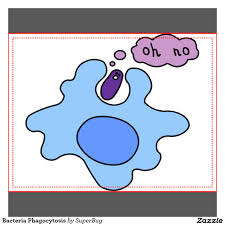 oh no
Bacteria Phagocytosis by SuperBug
Zazzle